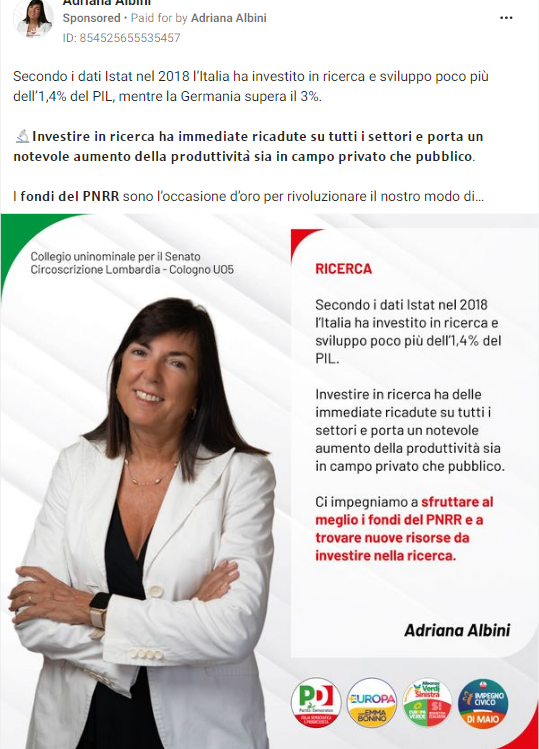 Adriana Albini
Sponsored • Paid for by Adriana Albini
ID: 854525655535457
Secondo i dati Istat nel 2018 l’Italia ha investito in ricerca e sviluppo poco più
dell’1,4% del PIL, mentre la Germania supera il 3%.
🔬Investire in ricerca ha immediate ricadute su tutti i settori e porta un
notevole aumento della produttività sia in campo privato che pubblico.
I fondi del PNRR sono l’occasione d’oro per rivoluzionare il nostro modo di...
Collegio uninominale per il Senato
Circoscrizione Lombardia - Cologno U05
RICERCA
Secondo i dati Istat nel 2018
l’Italia ha investito in ricerca e
sviluppo poco più dell’1,4% del
PIL.
Investire in ricerca ha delle
immediate ricadute su tutti i
settori e porta un notevole
aumento della produttività sia
in campo privato che pubblico.
Ci impegniamo a sfruttare al
meglio i fondi del PNRR e a
trovare nuove risorse da
investire nella ricerca.
Adriana Albini
PD
Partito Democratico
ITALIA DEMOCRATICA
E PROGRESSISTA
+EUROPA
CON
EMMA
BONINO
Alleanza
Verdi
Sinistra
EUROPA
VERDE
SI
SINISTRA
ITALIANA
IMPEGNO
CIVICO
DI MAIO